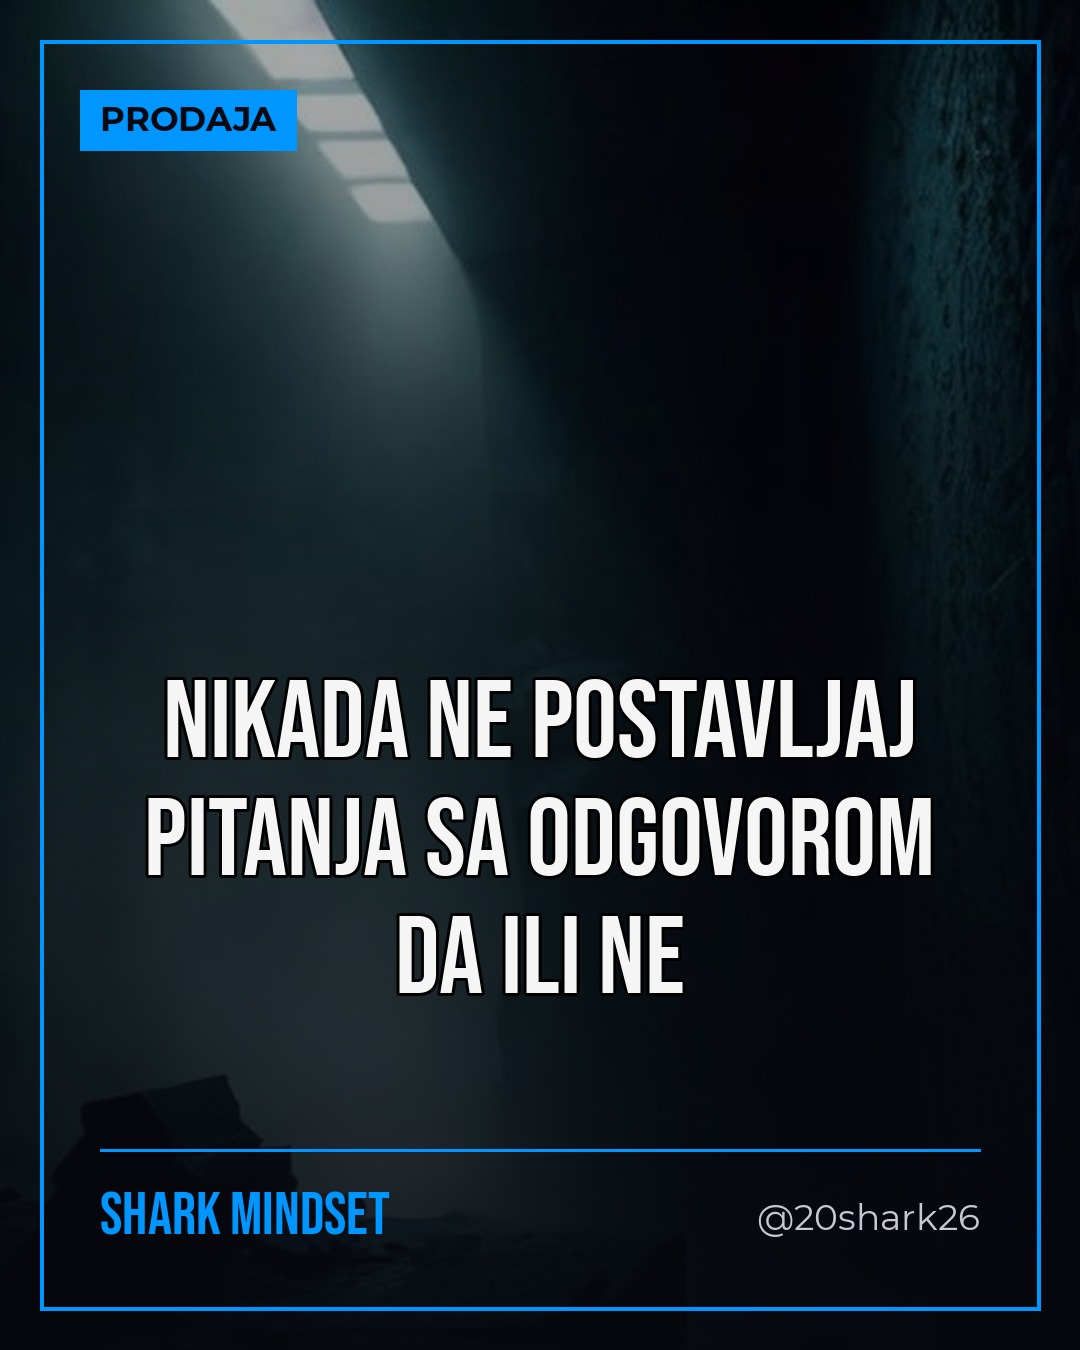 PRODAJA
NIKADA NE POSTAVLJAJ
PITANJA SA ODGOVOROM
DA ILI NE
SHARK MINDSET
@20shark26